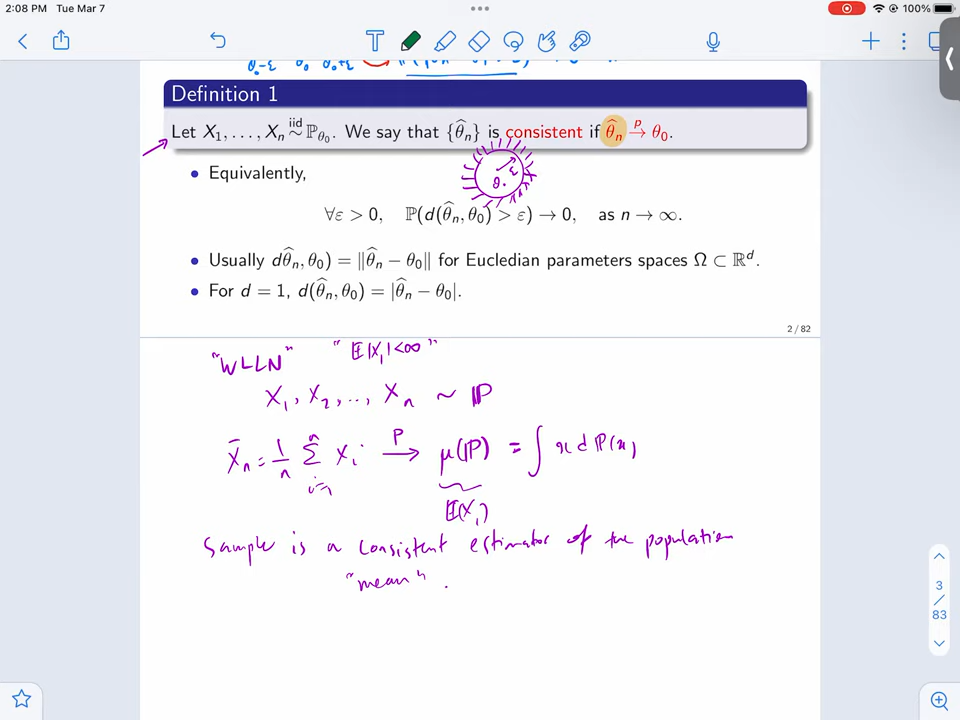 2:08 PM Tue Mar 7
100%
Definition 1
Let X₁, . . . , Xₙ iid∼ ℙ_θ₀. We say that {θ̂ₙ} is consistent if θ̂ₙ →ᵖ θ₀.
θ. ε
• Equivalently,
∀ε > 0, ℙ(d(θ̂ₙ, θ₀) > ε) → 0, as n → ∞.
• Usually dθ̂ₙ, θ₀) = ‖θ̂ₙ − θ₀‖ for Eucledian parameters spaces Ω ⊂ ℝᵈ.
• For d = 1, d(θ̂ₙ, θ₀) = |θ̂ₙ − θ₀|.
2 / 82
"WLLN" "𝔼|X₁| < ∞"
X₁, X₂, .., Xₙ ~ ℙ
X̄ₙ = 1/n Σᵢ₌₁ⁿ Xᵢ →ᴾ μ(ℙ) = ∫ x dℙ(x)
𝔼(X₁)
Sample is a consistent estimator of the population
"mean".
3
/
83